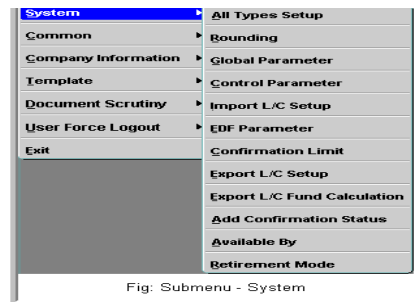 System
Common
Company Information
Template
Document Scrutiny
User Force Logout
Exit
All Types Setup
Rounding
Global Parameter
Control Parameter
Import L/C Setup
EDF Parameter
Confirmation Limit
Export L/C Setup
Export L/C Fund Calculation
Add Confirmation Status
Available By
Retirement Mode
Fig: Submenu - System